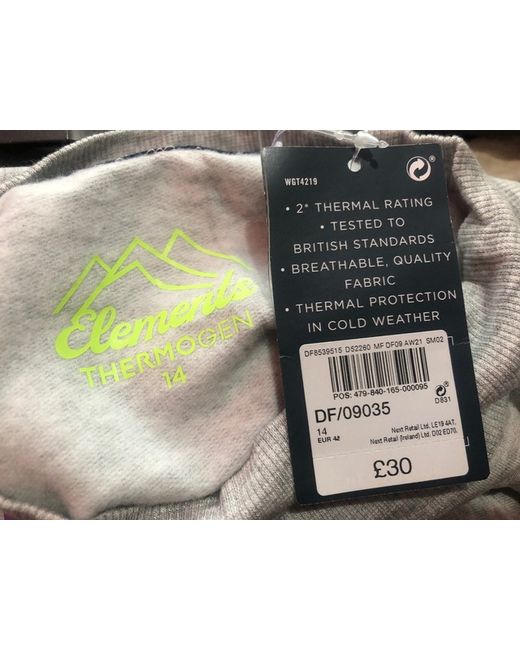 Elements
THERMOGEN
14
WGT4219
• 2* THERMAL RATING
• TESTED TO
BRITISH STANDARDS
• BREATHABLE, QUALITY
FABRIC
• THERMAL PROTECTION
IN COLD WEATHER
DF8539515 D52260 MF DF09 AW21 SM02
POS: 479-840-165-000095
DF/09035
D831
14
EUR 42
Next Retail Ltd. LE19 4AT.
Next Retail (Ireland) Ltd. D02 ED70.
£30